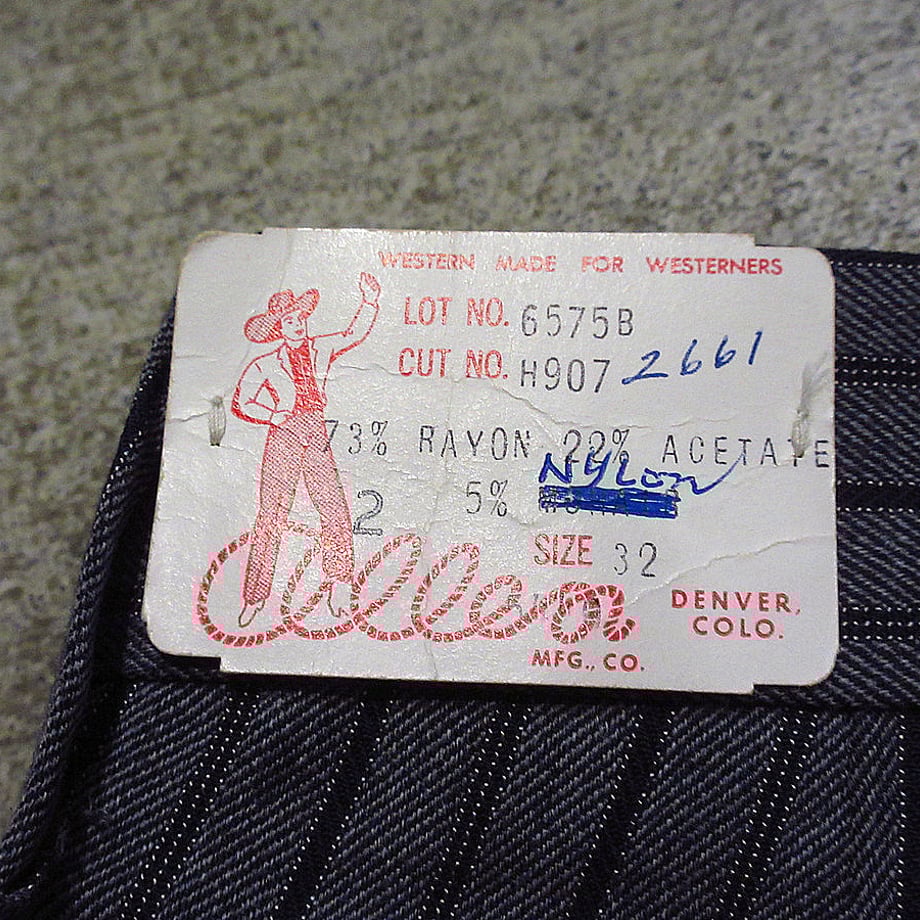 WESTERN MADE FOR WESTERNERS
LOT NO. 6575B
CUT NO. H907 2661
73% RAYON 22% ACETATE
2 5% Nylon
SIZE 32
DENVER,
COLO.
MFG., CO.